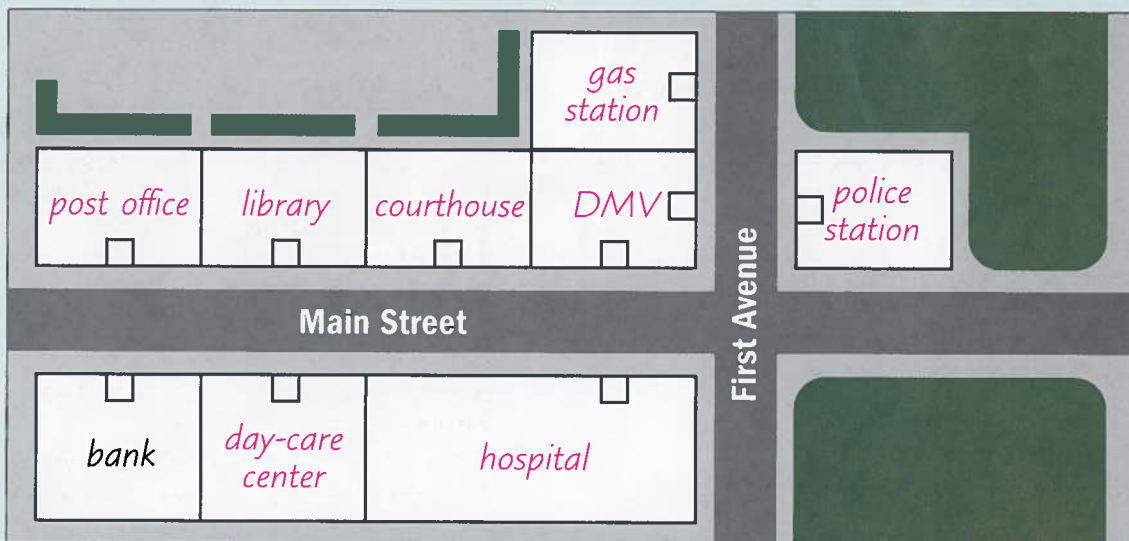 gas
station
post office
library
courthouse
DMV
police
station
Main Street
First Avenue
bank
day-care
center
hospital